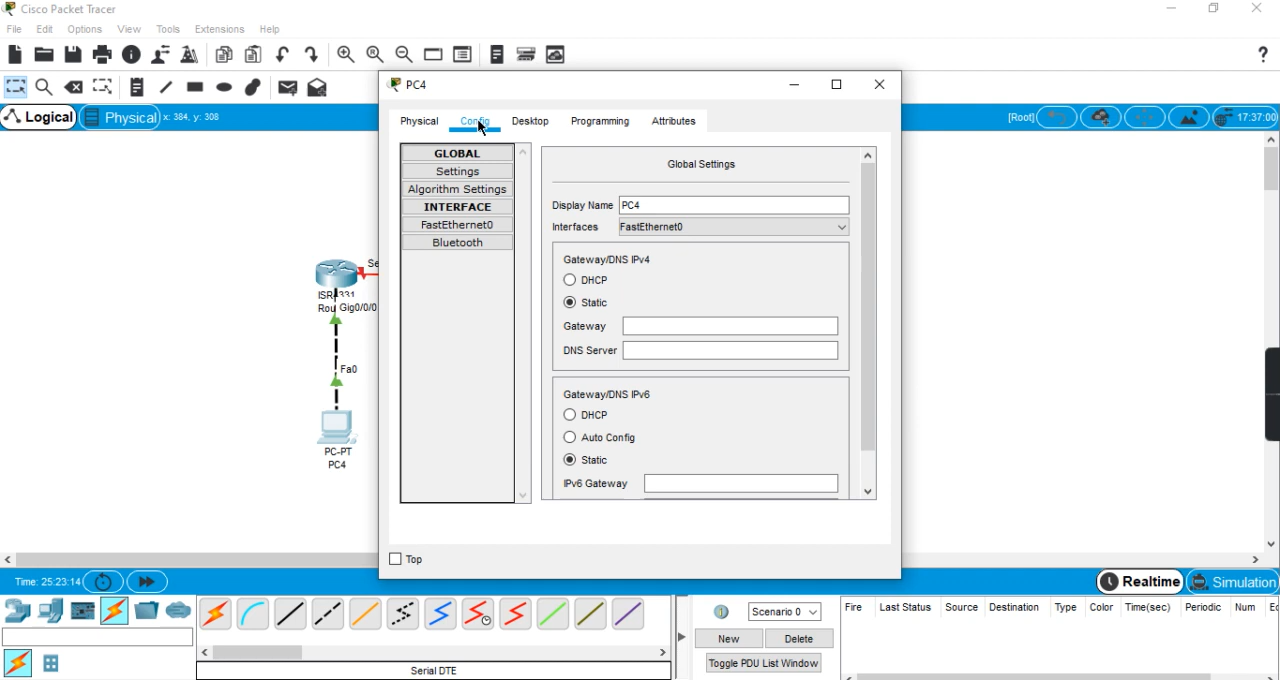 Cisco Packet Tracer
File Edit Options View Tools Extensions Help
?
PC4
Logical Physical x: 384, y: 308 [Root] 17:37:00
Physical Config Desktop Programming Attributes
GLOBAL
Settings
Algorithm Settings
INTERFACE
FastEthernet0
Bluetooth
Global Settings
Display Name PC4
Interfaces FastEthernet0
Gateway/DNS IPv4
DHCP
Static
Gateway
DNS Server
Gateway/DNS IPv6
DHCP
Auto Config
Static
IPv6 Gateway
Top
Se
Gig0/0/0
Fa0
PC-PT
PC4
Time: 25:23:14 Realtime Simulation
Scenario 0
New Delete
Toggle PDU List Window
Fire Last Status Source Destination Type Color Time(sec) Periodic Num
Serial DTE